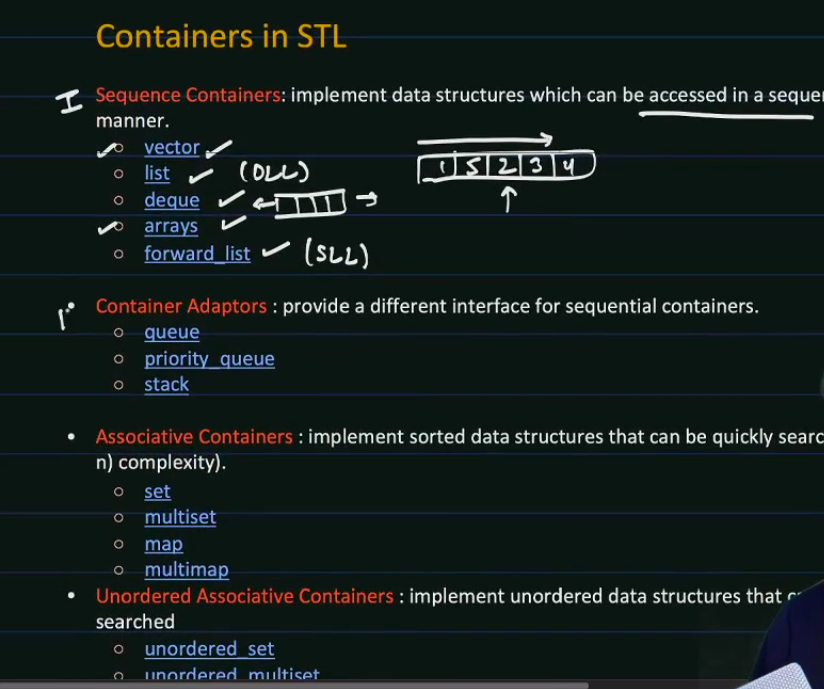 Containers in STL
I Sequence Containers: implement data structures which can be accessed in a seque
manner.
vector
list (DLL)
deque
arrays
forward_list (SLL)
1 5 2 3 4
Container Adaptors : provide a different interface for sequential containers.
queue
priority_queue
stack
Associative Containers : implement sorted data structures that can be quickly searc
n) complexity).
set
multiset
map
multimap
Unordered Associative Containers : implement unordered data structures that
searched
unordered_set
unordered_multiset